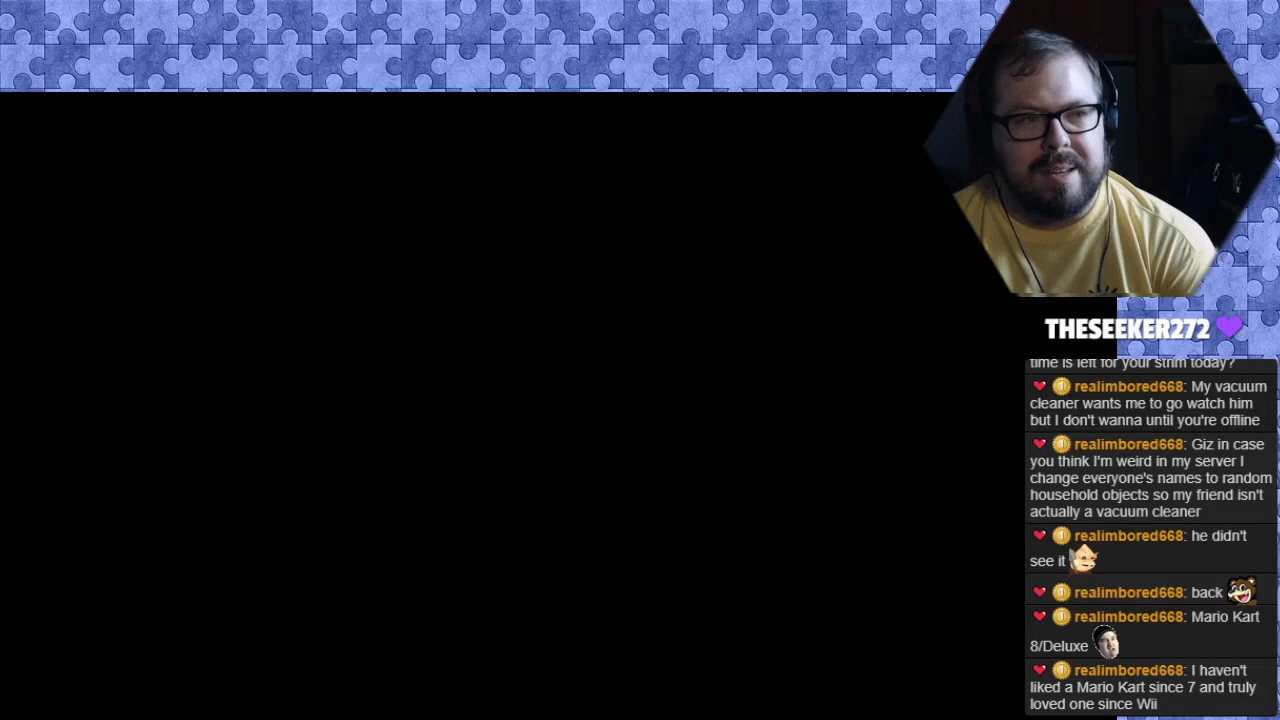 THESEEKER272
time is left for your strim today?
realimbored668: My vacuum
cleaner wants me to go watch him
but I don't wanna until you're offline
realimbored668: Giz in case
you think I'm weird in my server I
change everyone's names to random
household objects so my friend isn't
actually a vacuum cleaner
realimbored668: he didn't
see it
realimbored668: back
realimbored668: Mario Kart
8/Deluxe
realimbored668: I haven't
liked a Mario Kart since 7 and truly
loved one since Wii